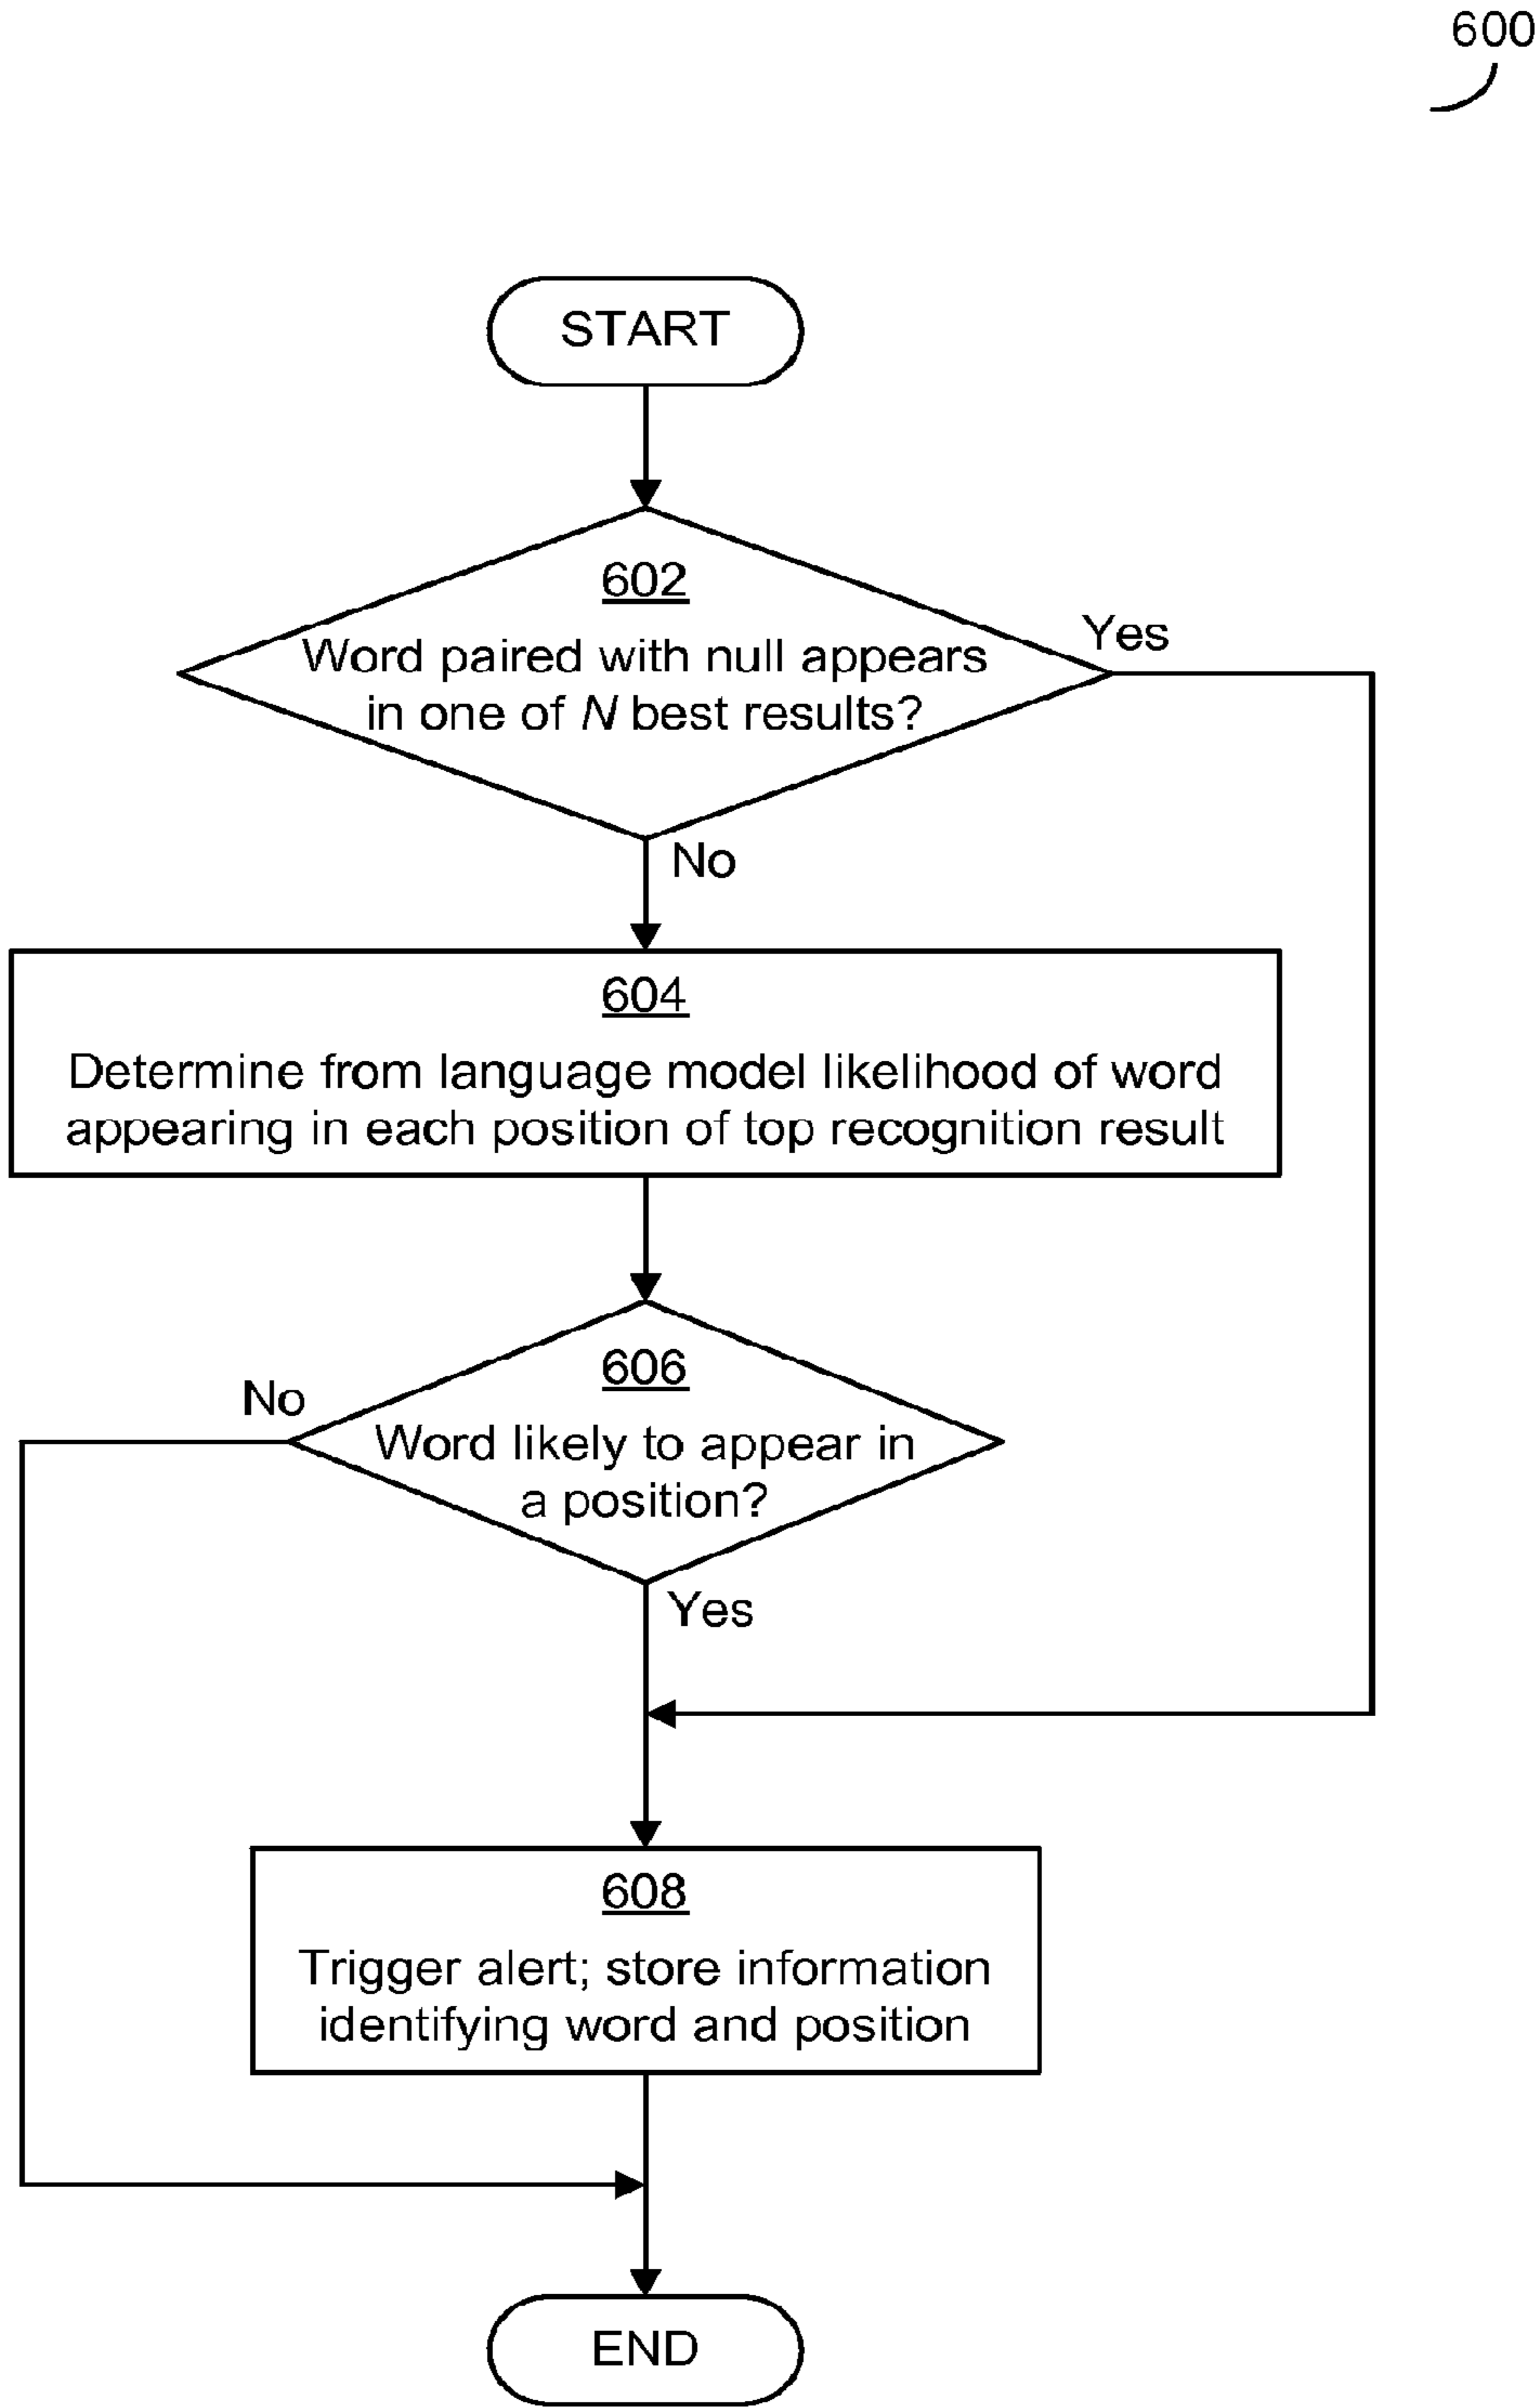 600
START
602
Word paired with null appears
in one of N best results?
Yes
No
604
Determine from language model likelihood of word
appearing in each position of top recognition result
606
No
Word likely to appear in
a position?
Yes
608
Trigger alert; store information
identifying word and position
END